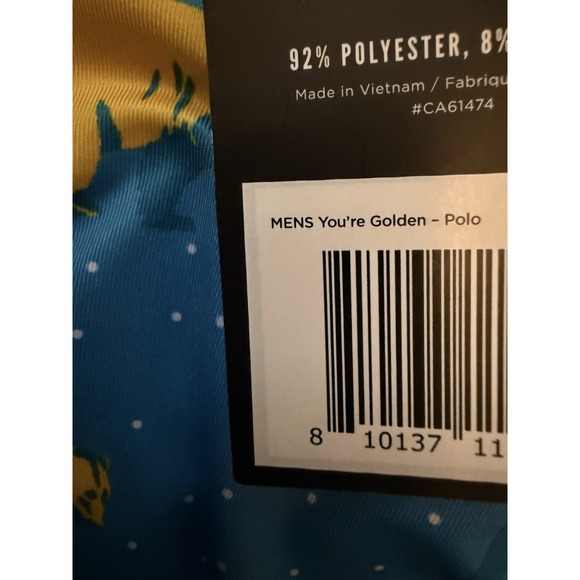 92% POLYESTER, 8%
Made in Vietnam / Fabriqu
#CA61474
MENS You're Golden – Polo
8 10137 11